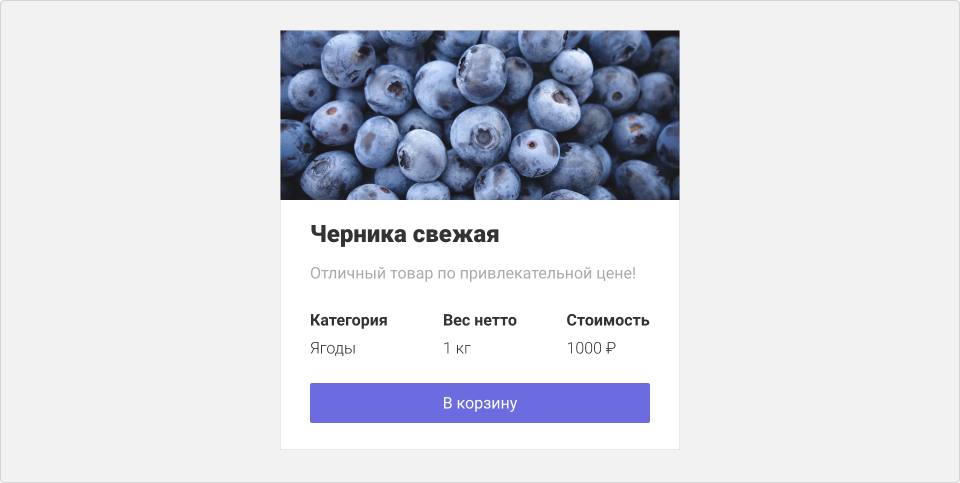 Черника свежая
Отличный товар по привлекательной цене!
Категория Вес нетто Стоимость
Ягоды 1 кг 1000 ₽
В корзину